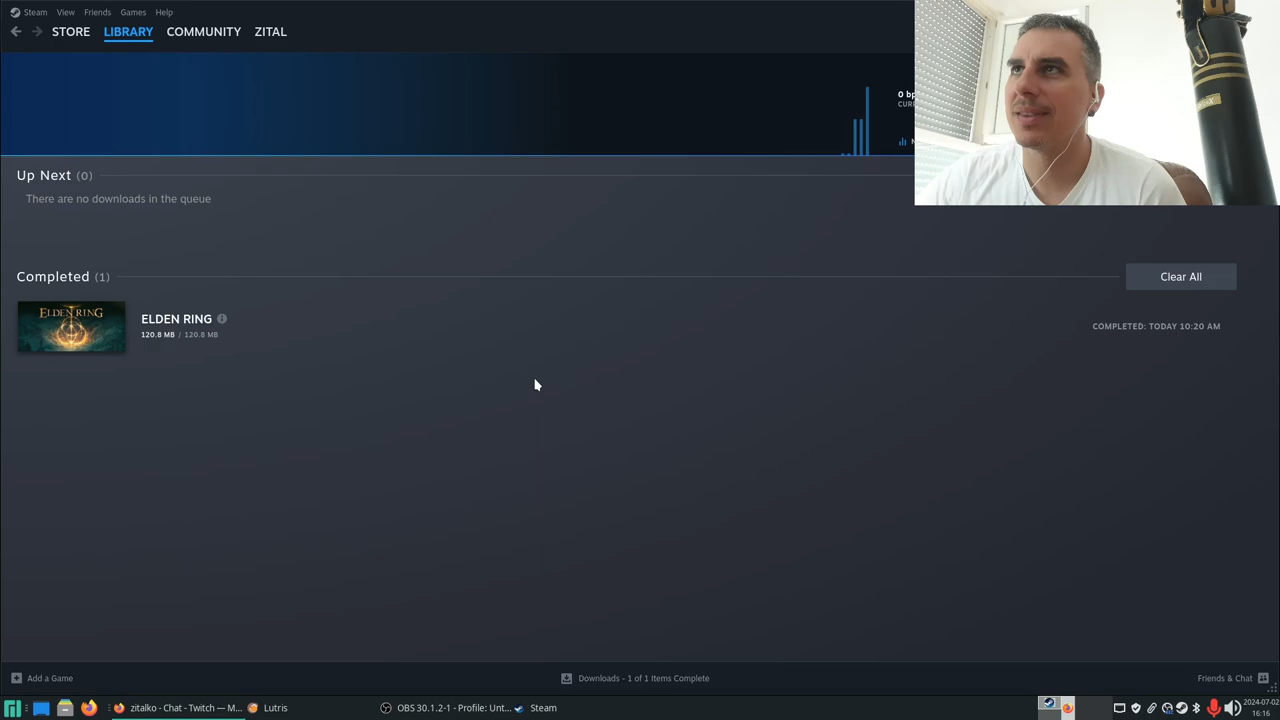 Steam View Friends Games Help
STORE LIBRARY COMMUNITY ZITAL
0 bp
CUR
Up Next (0)
There are no downloads in the queue
Completed (1)
Clear All
ELDEN RING
ELDEN RING
120.8 MB / 120.8 MB
COMPLETED: TODAY 10:20 AM
Add a Game
Downloads - 1 of 1 Items Complete
Friends & Chat
zitalko - Chat - Twitch — M...
Lutris
OBS 30.1.2-1 - Profile: Unt...
Steam
2024-07-02
16:16